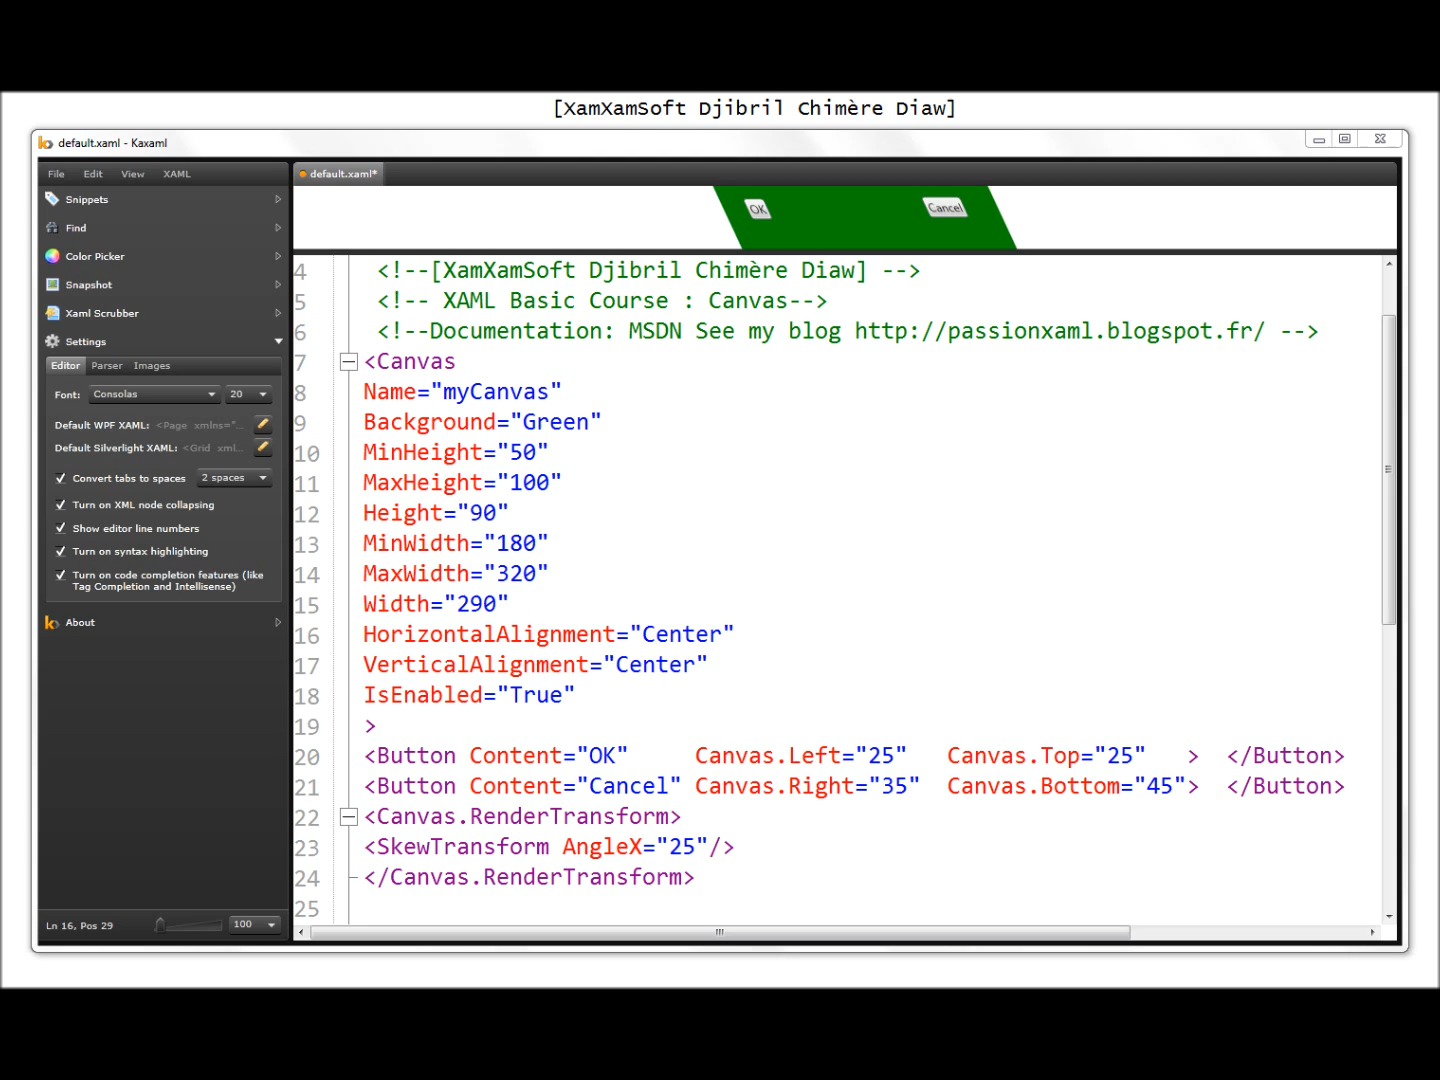 [XamXamSoft Djibril Chimère Diaw]
default.xaml - Kaxaml
File Edit View XAML
default.xaml*
Snippets
Find
Color Picker
Snapshot
Xaml Scrubber
Settings
Editor Parser Images
Font: Consolas 20
Default WPF XAML: <Page xmlns="...
Default Silverlight XAML: <Grid xml...
Convert tabs to spaces 2 spaces
Turn on XML node collapsing
Show editor line numbers
Turn on syntax highlighting
Turn on code completion features (like
Tag Completion and Intellisense)
About
Ln 16, Pos 29 100
OK Cancel
4 <!--[XamXamSoft Djibril Chimère Diaw] -->
5 <!-- XAML Basic Course : Canvas-->
6 <!--Documentation: MSDN See my blog http://passionxaml.blogspot.fr/ -->
7 <Canvas
8 Name="myCanvas"
9 Background="Green"
10 MinHeight="50"
11 MaxHeight="100"
12 Height="90"
13 MinWidth="180"
14 MaxWidth="320"
15 Width="290"
16 HorizontalAlignment="Center"
17 VerticalAlignment="Center"
18 IsEnabled="True"
19 >
20 <Button Content="OK" Canvas.Left="25" Canvas.Top="25" > </Button>
21 <Button Content="Cancel" Canvas.Right="35" Canvas.Bottom="45"> </Button>
22 <Canvas.RenderTransform>
23 <SkewTransform AngleX="25"/>
24 </Canvas.RenderTransform>
25